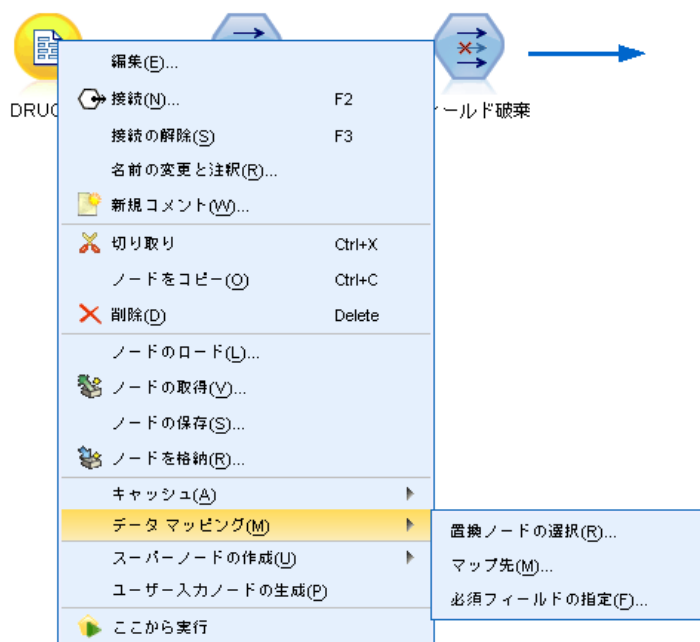 DRUG
ールド破棄
編集(E)...
接続(N)... F2
接続の解除(S) F3
名前の変更と注釈(R)...
新規コメント(W)...
切り取り Ctrl+X
ノードをコピー(O) Ctrl+C
削除(D) Delete
ノードのロード(L)...
ノードの取得(V)...
ノードの保存(S)...
ノードを格納(R)...
キャッシュ(A)
データ マッピング(M)
スーパーノードの作成(U)
ユーザー入力ノードの生成(P)
ここから実行
置換ノードの選択(R)...
マップ先(M)...
必須フィールドの指定(F)...